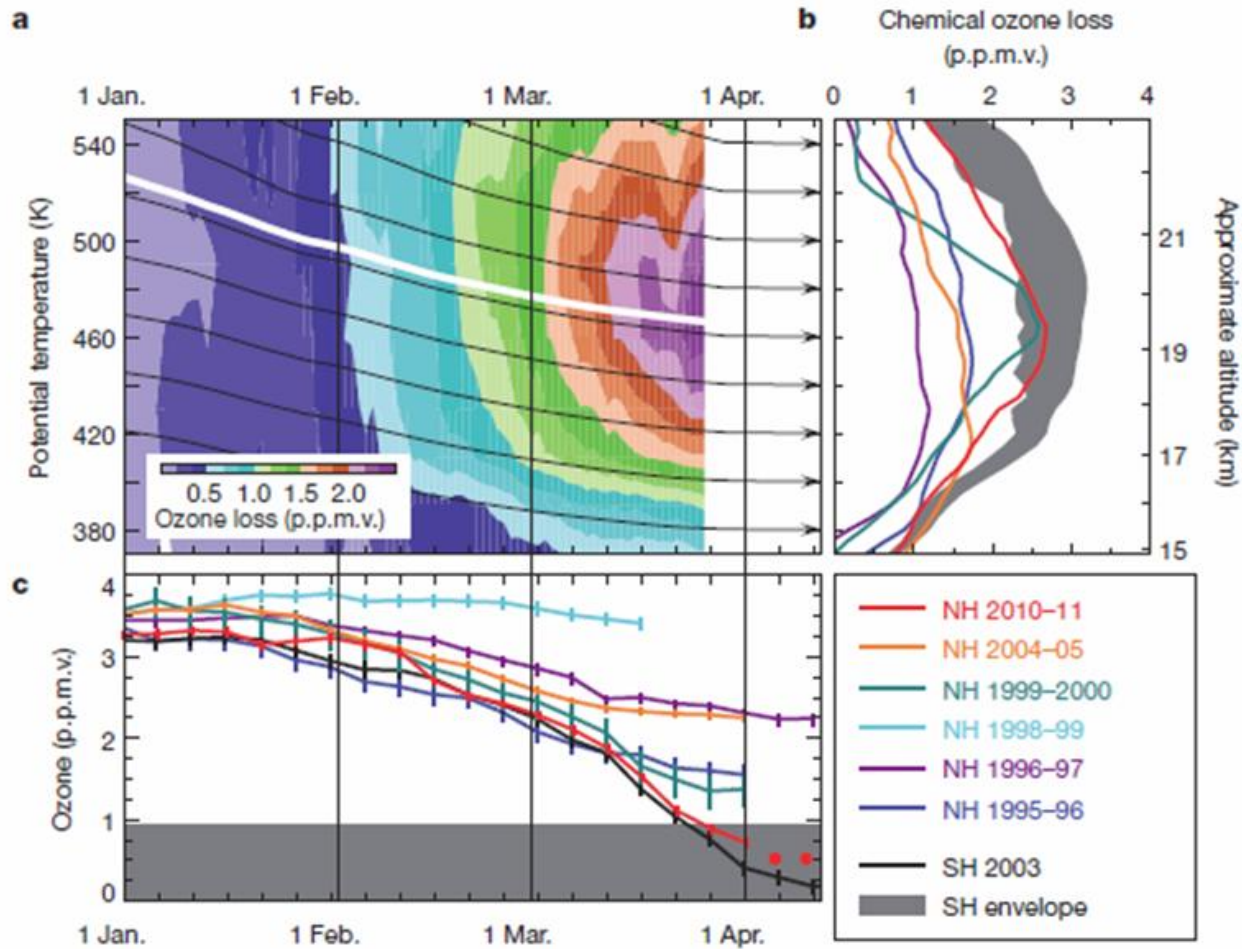 a
b
Chemical ozone loss
(p.p.m.v.)
1 Jan.
1 Feb.
1 Mar.
1 Apr.
0
1
2
3
4
540
500
460
420
380
Potential temperature (K)
0.5 1.0 1.5 2.0
Ozone loss (p.p.m.v.)
21
19
17
15
Approximate altitude (km)
c
4
3
2
1
0
Ozone (p.p.m.v.)
1 Jan.
1 Feb.
1 Mar.
1 Apr.
NH 2010–11
NH 2004–05
NH 1999–2000
NH 1998–99
NH 1996–97
NH 1995–96
SH 2003
SH envelope